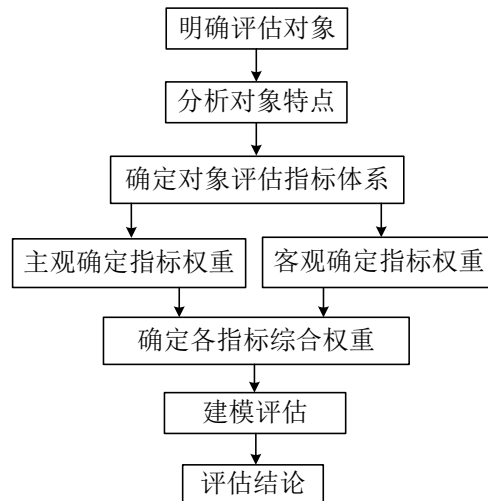 明确评估对象
分析对象特点
确定对象评估指标体系
主观确定指标权重
客观确定指标权重
确定各指标综合权重
建模评估
评估结论